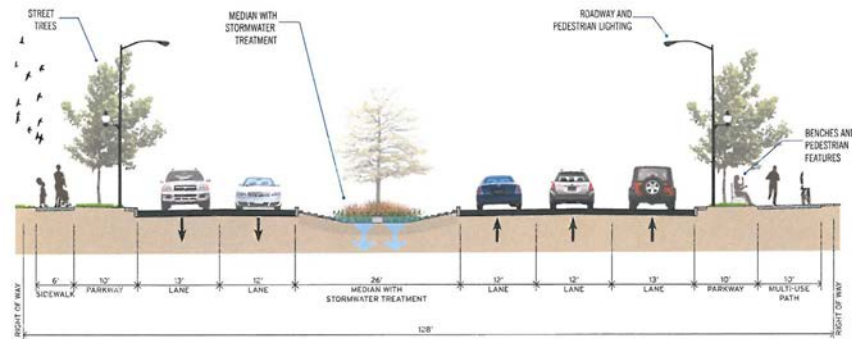 STREET
TREES
MEDIAN WITH
STORMWATER
TREATMENT
ROADWAY AND
PEDESTRIAN LIGHTING
BENCHES AND
PEDESTRIAN
FEATURES
6' 10' 13' 12' 26' 12' 12' 13' 10' 10'
SIDEWALK PARKWAY LANE LANE MEDIAN WITH LANE LANE LANE PARKWAY MULTI-USE
STORMWATER TREATMENT PATH
RIGHT OF WAY
RIGHT OF WAY
128'